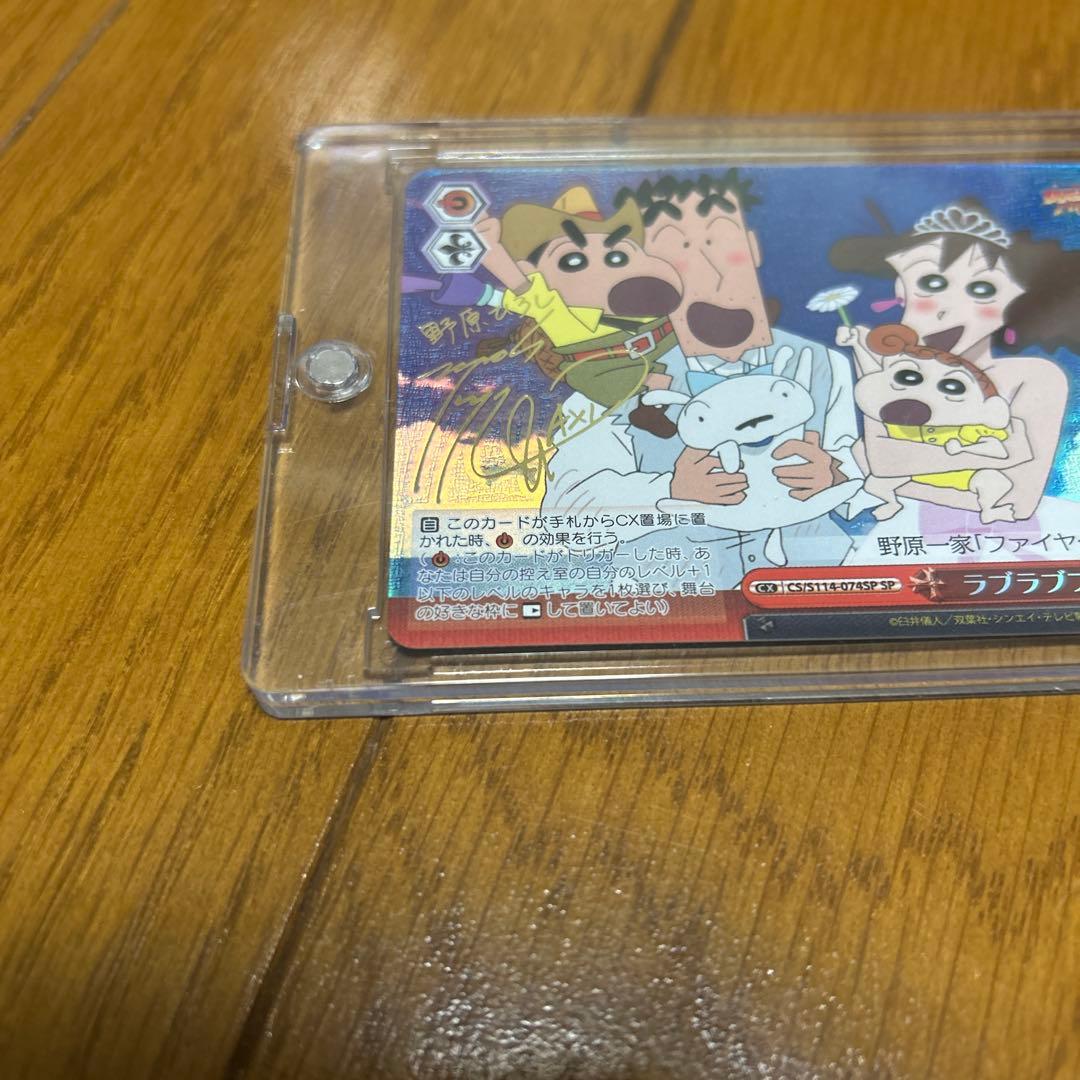 野原ひろし
自 このカードが手札からCX置場に置
かれた時、 の効果を行う。
( :このカードがトリガーした時、あ
なたは自分の控え室の自分のレベル+1
以下のレベルのキャラを1枚選び、舞台
の好きな枠に して置いてよい)
野原一家「ファイヤー
CX CS/S114-074SP SP ラブラブフ
©臼井儀人/双葉社・シンエイ・テレビ朝